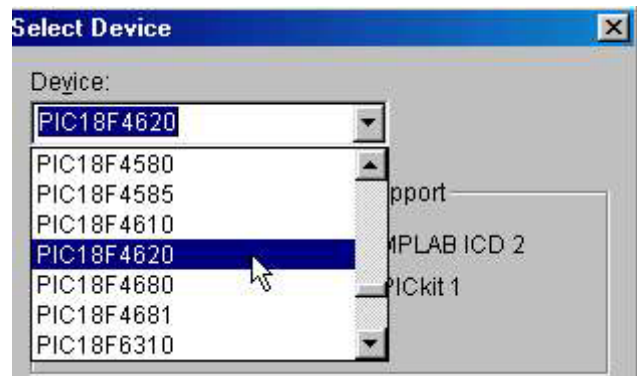 Select Device
Device:
PIC18F4620
PIC18F4580
PIC18F4585
pport
PIC18F4610
PIC18F4620
MPLAB ICD 2
PIC18F4680
PICkit 1
PIC18F4681
PIC18F6310